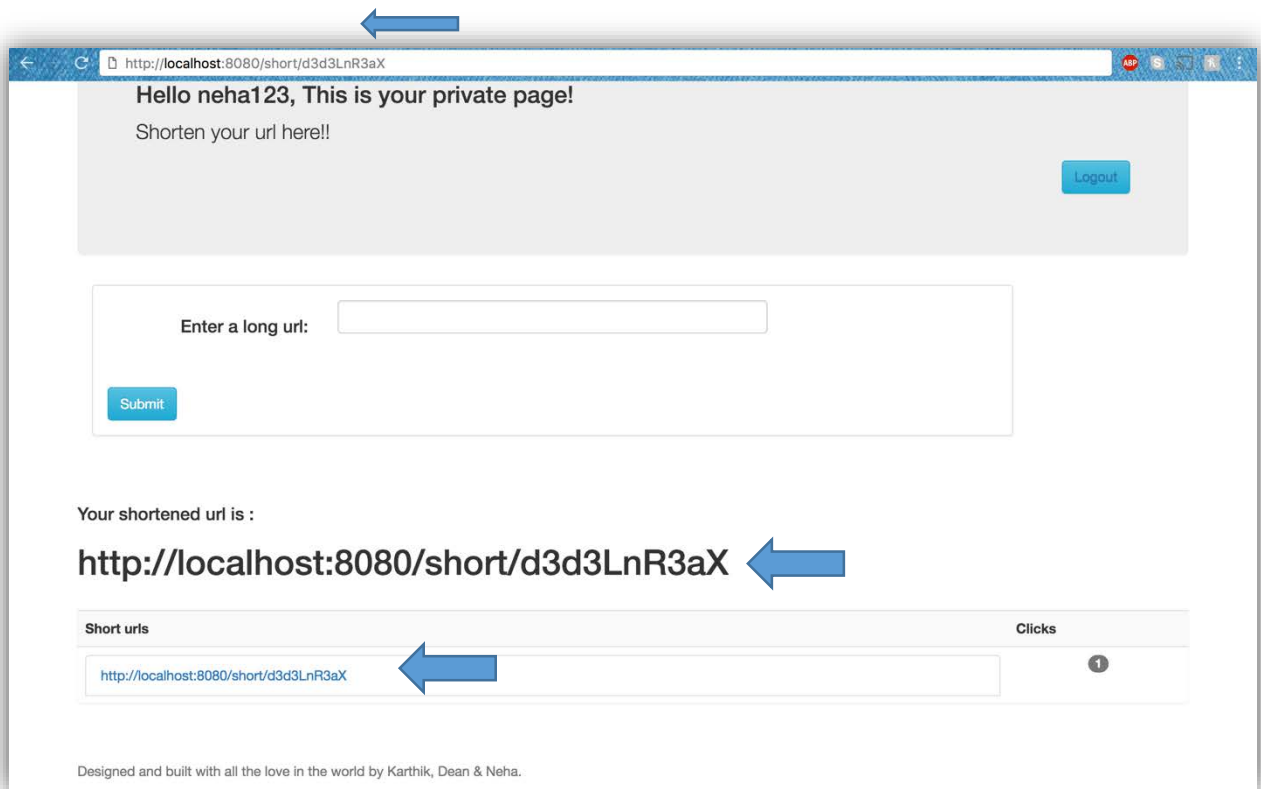 http://localhost:8080/short/d3d3LnR3aX
ABP S
Hello neha123, This is your private page!
Shorten your url here!!
Logout
Enter a long url:
Submit
Your shortened url is :
http://localhost:8080/short/d3d3LnR3aX
Short urls Clicks
http://localhost:8080/short/d3d3LnR3aX 1
Designed and built with all the love in the world by Karthik, Dean & Neha.